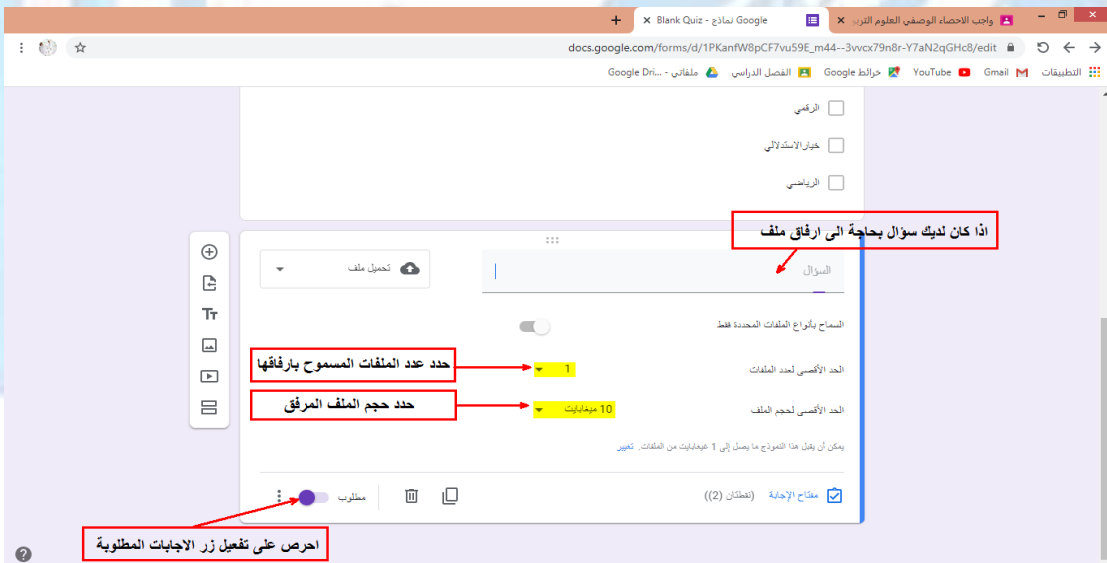 واجب الاحصاء الوصفي للعلوم التربو
Blank Quiz - نماذج Google
docs.google.com/forms/d/1PKanfW8pCF7vu59E_m44--3vvcx79n8r-Y7aN2qGHc8/edit
التطبيقات Gmail YouTube خرائط Google الفصل الدراسي ملفاتي - Google Dri...
الرقمي
خيار الاستدلالي
الرياضي
اذا كان لديك سؤال بحاجة الى ارفاق ملف
السؤال
تحميل ملف
السماح بأنواع الملفات المحددة فقط
الحد الأقصى لعدد الملفات 1
حدد عدد الملفات المسموح بارفاقها
الحد الأقصى لحجم الملف 10 ميغابايت
حدد حجم الملف المرفق
يمكن أن يقبل هذا النموذج ما يصل إلى 1 غيغابايت من الملفات. تغيير
مفتاح الإجابة (نقطتان (2))
مطلوب
احرص على تفعيل زر الاجابات المطلوبة